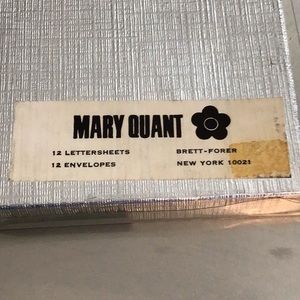 MARY QUANT
12 LETTERSHEETS BRETT-FORER
12 ENVELOPES NEW YORK 10021